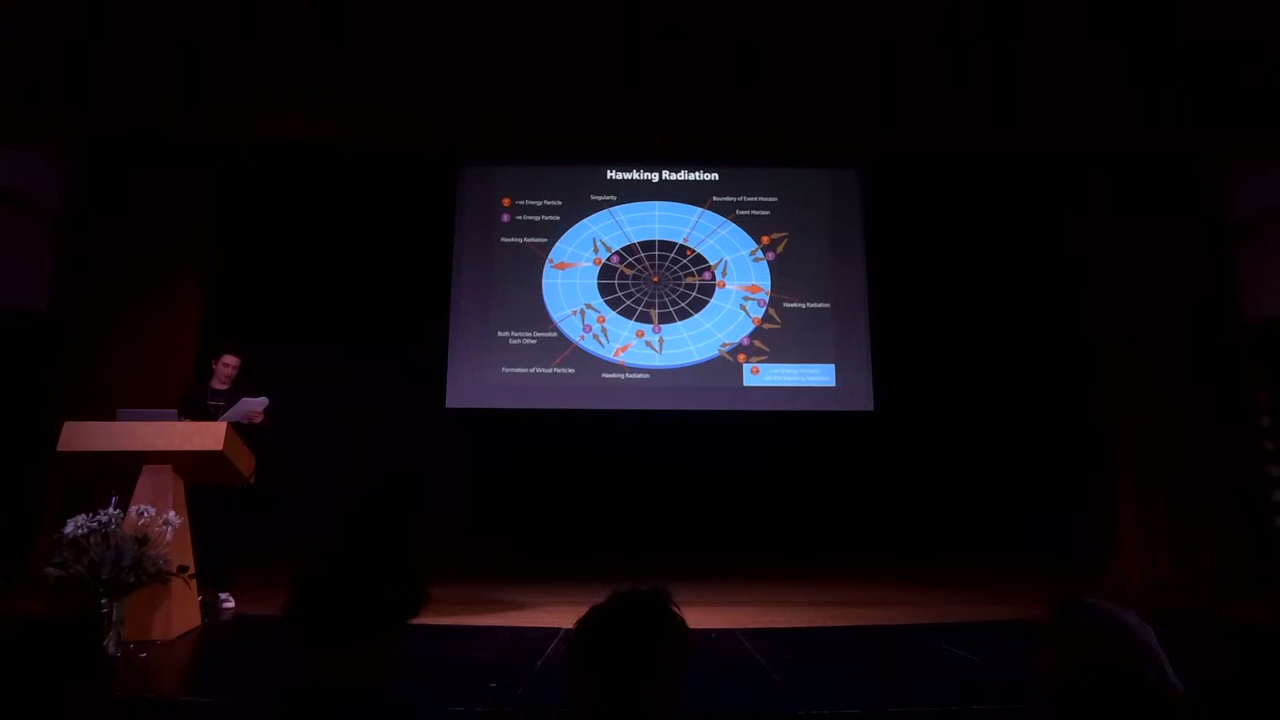 Hawking Radiation
+ve Energy Particle
-ve Energy Particle
Singularity
Boundary of Event Horizon
Event Horizon
Hawking Radiation
Hawking Radiation
Both Particles Demolish
Each Other
Formation of Virtual Particles
Hawking Radiation